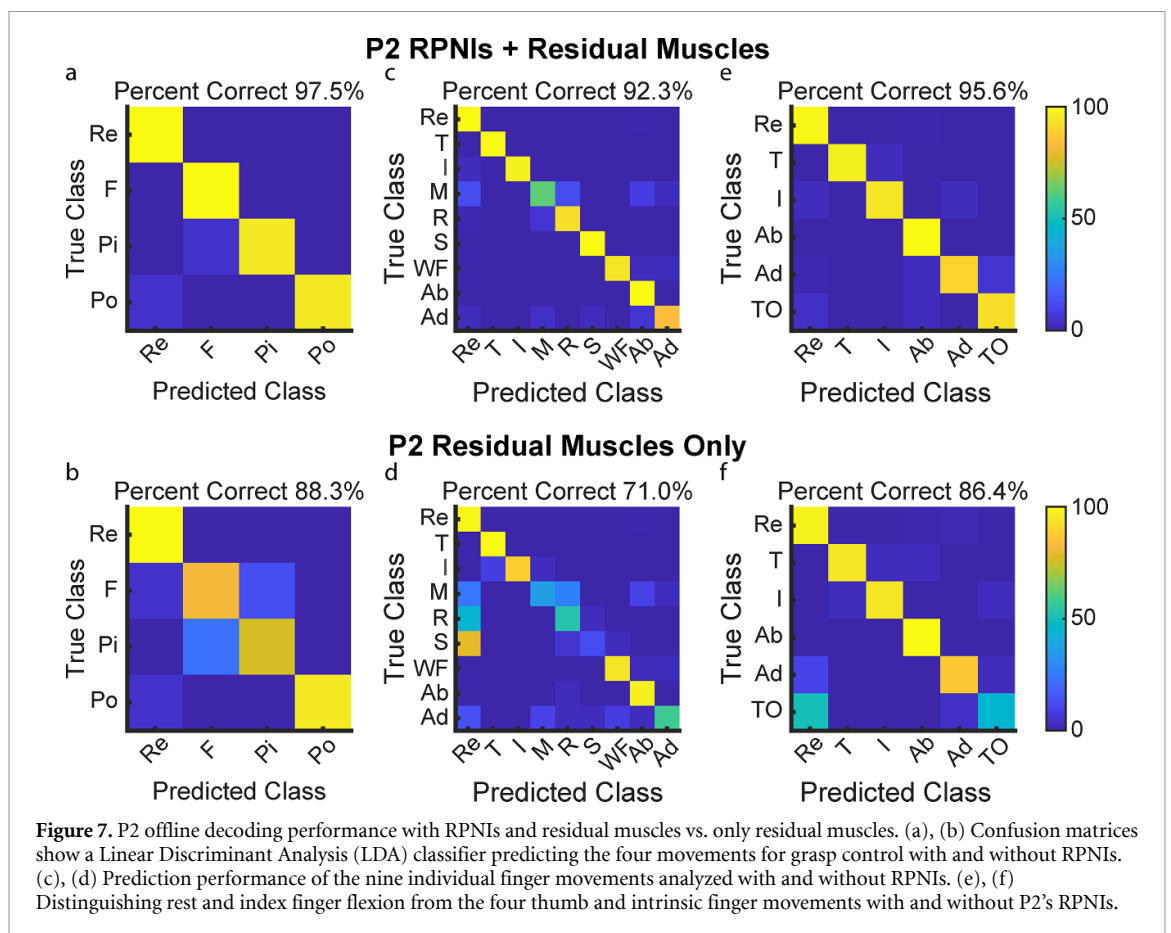 P2 RPNIs + Residual Muscles
a
Percent Correct 97.5%
True Class
Re
F
Pi
Po
Re F Pi Po
Predicted Class
c
Percent Correct 92.3%
True Class
Re
T
I
M
R
S
WF
Ab
Ad
Re T I M R S WF Ab Ad
Predicted Class
e
Percent Correct 95.6%
True Class
Re
T
I
Ab
Ad
TO
Re T I Ab Ad TO
Predicted Class
100
50
0
P2 Residual Muscles Only
b
Percent Correct 88.3%
True Class
Re
F
Pi
Po
Re F Pi Po
Predicted Class
d
Percent Correct 71.0%
True Class
Re
T
I
M
R
S
WF
Ab
Ad
Re T I M R S WF Ab Ad
Predicted Class
f
Percent Correct 86.4%
True Class
Re
T
I
Ab
Ad
TO
Re T I Ab Ad TO
Predicted Class
100
50
0
Figure 7. P2 offline decoding performance with RPNIs and residual muscles vs. only residual muscles. (a), (b) Confusion matrices
show a Linear Discriminant Analysis (LDA) classifier predicting the four movements for grasp control with and without RPNIs.
(c), (d) Prediction performance of the nine individual finger movements analyzed with and without RPNIs. (e), (f)
Distinguishing rest and index finger flexion from the four thumb and intrinsic finger movements with and without P2's RPNIs.